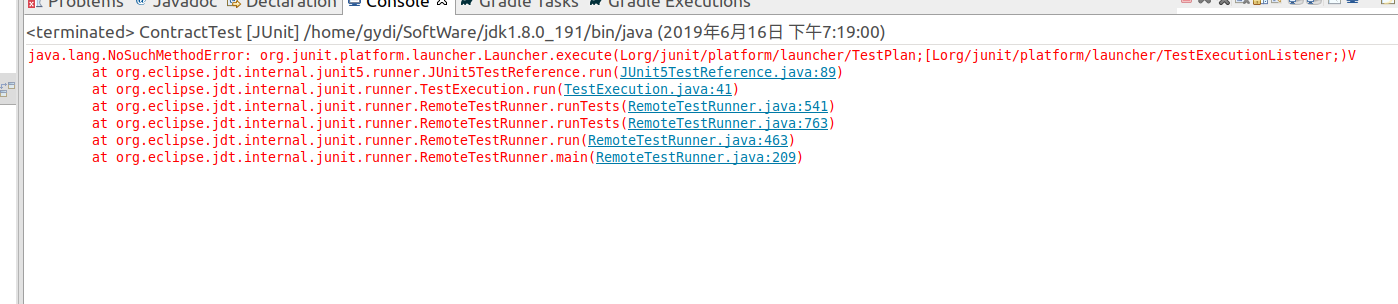 Problems @ Javadoc Declaration Console Gradle Tasks Gradle Executions
<terminated> ContractTest [JUnit] /home/gydi/SoftWare/jdk1.8.0_191/bin/java (2019年6月16日 下午7:19:00)
java.lang.NoSuchMethodError: org.junit.platform.launcher.Launcher.execute(Lorg/junit/platform/launcher/TestPlan;[Lorg/junit/platform/launcher/TestExecutionListener;)V
at org.eclipse.jdt.internal.junit5.runner.JUnit5TestReference.run(JUnit5TestReference.java:89)
at org.eclipse.jdt.internal.junit.runner.TestExecution.run(TestExecution.java:41)
at org.eclipse.jdt.internal.junit.runner.RemoteTestRunner.runTests(RemoteTestRunner.java:541)
at org.eclipse.jdt.internal.junit.runner.RemoteTestRunner.runTests(RemoteTestRunner.java:763)
at org.eclipse.jdt.internal.junit.runner.RemoteTestRunner.run(RemoteTestRunner.java:463)
at org.eclipse.jdt.internal.junit.runner.RemoteTestRunner.main(RemoteTestRunner.java:209)